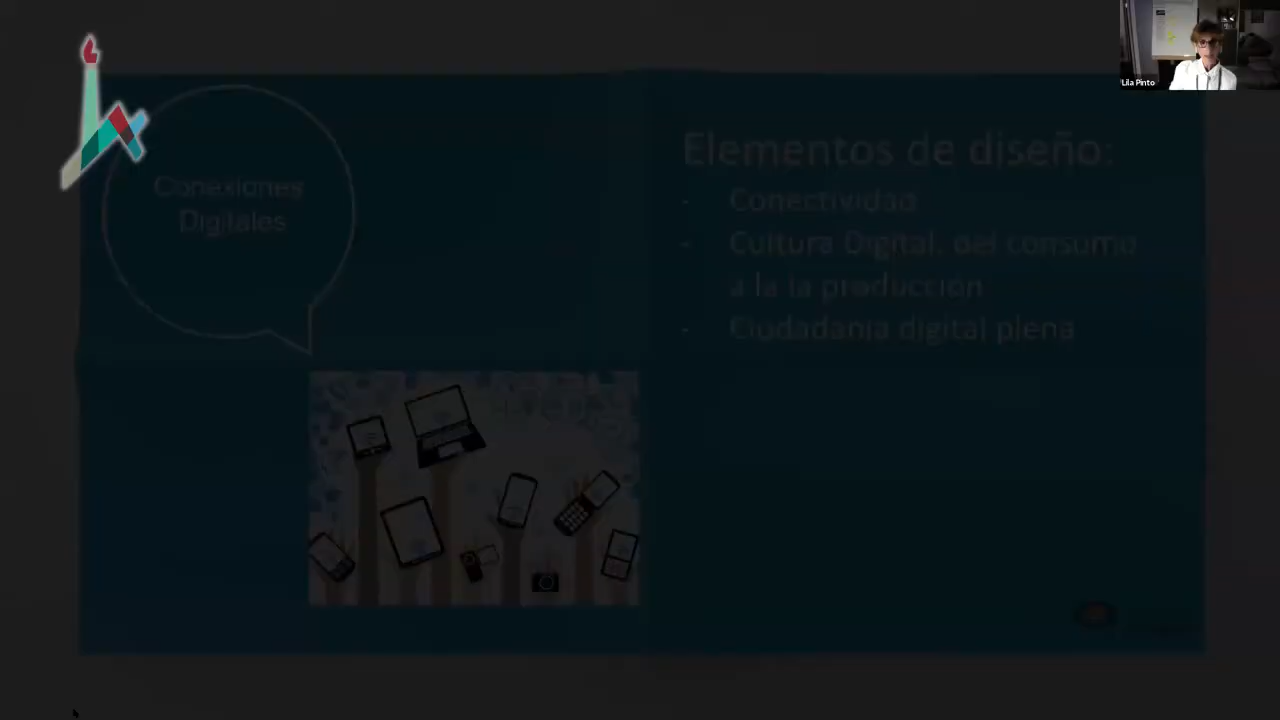 Conexiones
Digitales
Elementos de diseño:
- Conectividad
- Cultura Digital, del consumo
a la la producción
- Ciudadanía digital plena
Lila Pinto